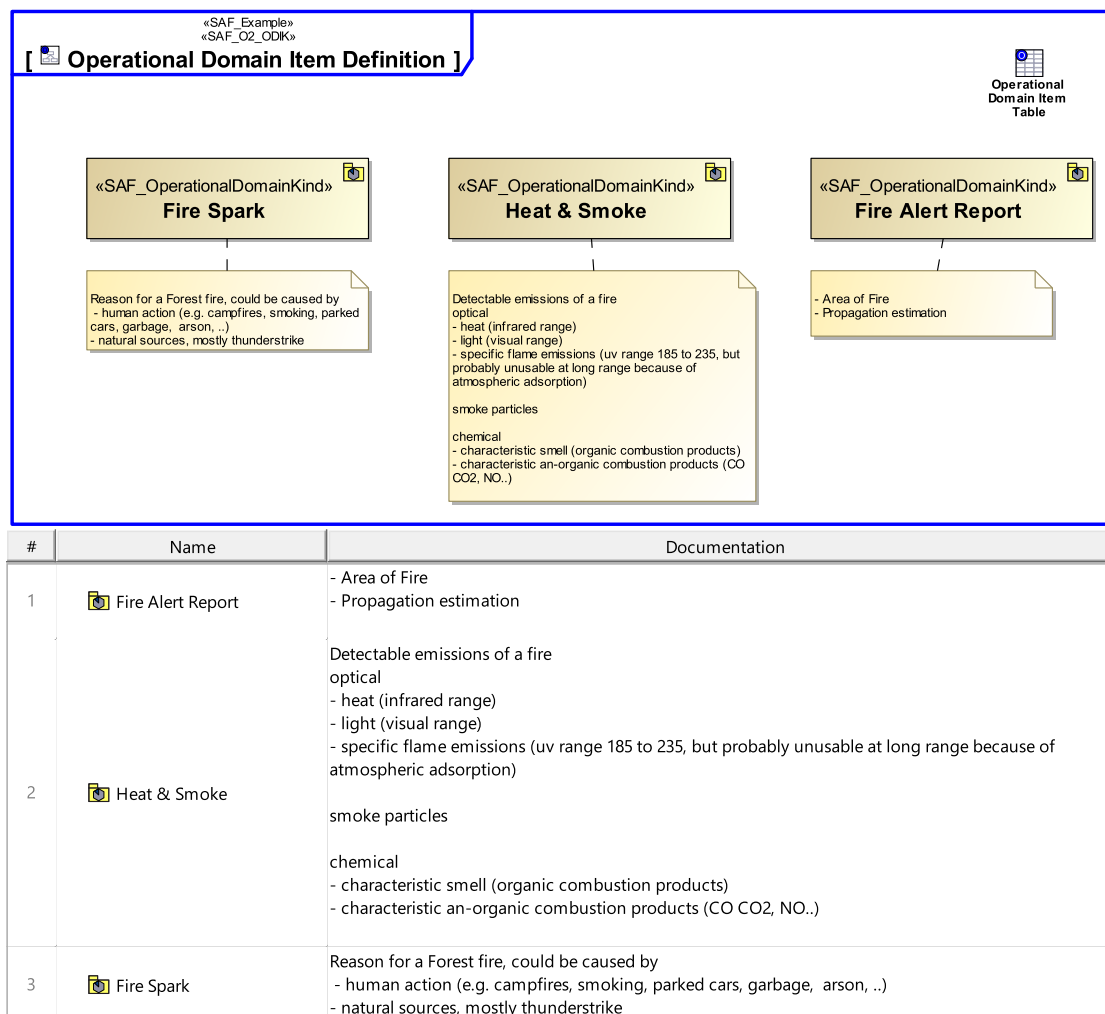 «SAF_Example»
«SAF_O2_ODIK»
[ Operational Domain Item Definition ]
Operational
Domain Item
Table
«SAF_OperationalDomainKind»
Fire Spark
«SAF_OperationalDomainKind»
Heat & Smoke
«SAF_OperationalDomainKind»
Fire Alert Report
Reason for a Forest fire, could be caused by
- human action (e.g. campfires, smoking, parked
cars, garbage,  arson, ..)
- natural sources, mostly thunderstrike
Detectable emissions of a fire
optical
- heat (infrared range)
- light (visual range)
- specific flame emissions (uv range 185 to 235, but
probably unusable at long range because of
atmospheric adsorption)
smoke particles
chemical
- characteristic smell (organic combustion products)
- characteristic an-organic combustion products (CO
CO2, NO..)
- Area of Fire
- Propagation estimation
# Name Documentation
1 Fire Alert Report
- Area of Fire
- Propagation estimation
2 Heat & Smoke
Detectable emissions of a fire
optical
- heat (infrared range)
- light (visual range)
- specific flame emissions (uv range 185 to 235, but probably unusable at long range because of
atmospheric adsorption)
smoke particles
chemical
- characteristic smell (organic combustion products)
- characteristic an-organic combustion products (CO CO2, NO..)
3 Fire Spark
Reason for a Forest fire, could be caused by
- human action (e.g. campfires, smoking, parked cars, garbage,  arson, ..)
- natural sources, mostly thunderstrike